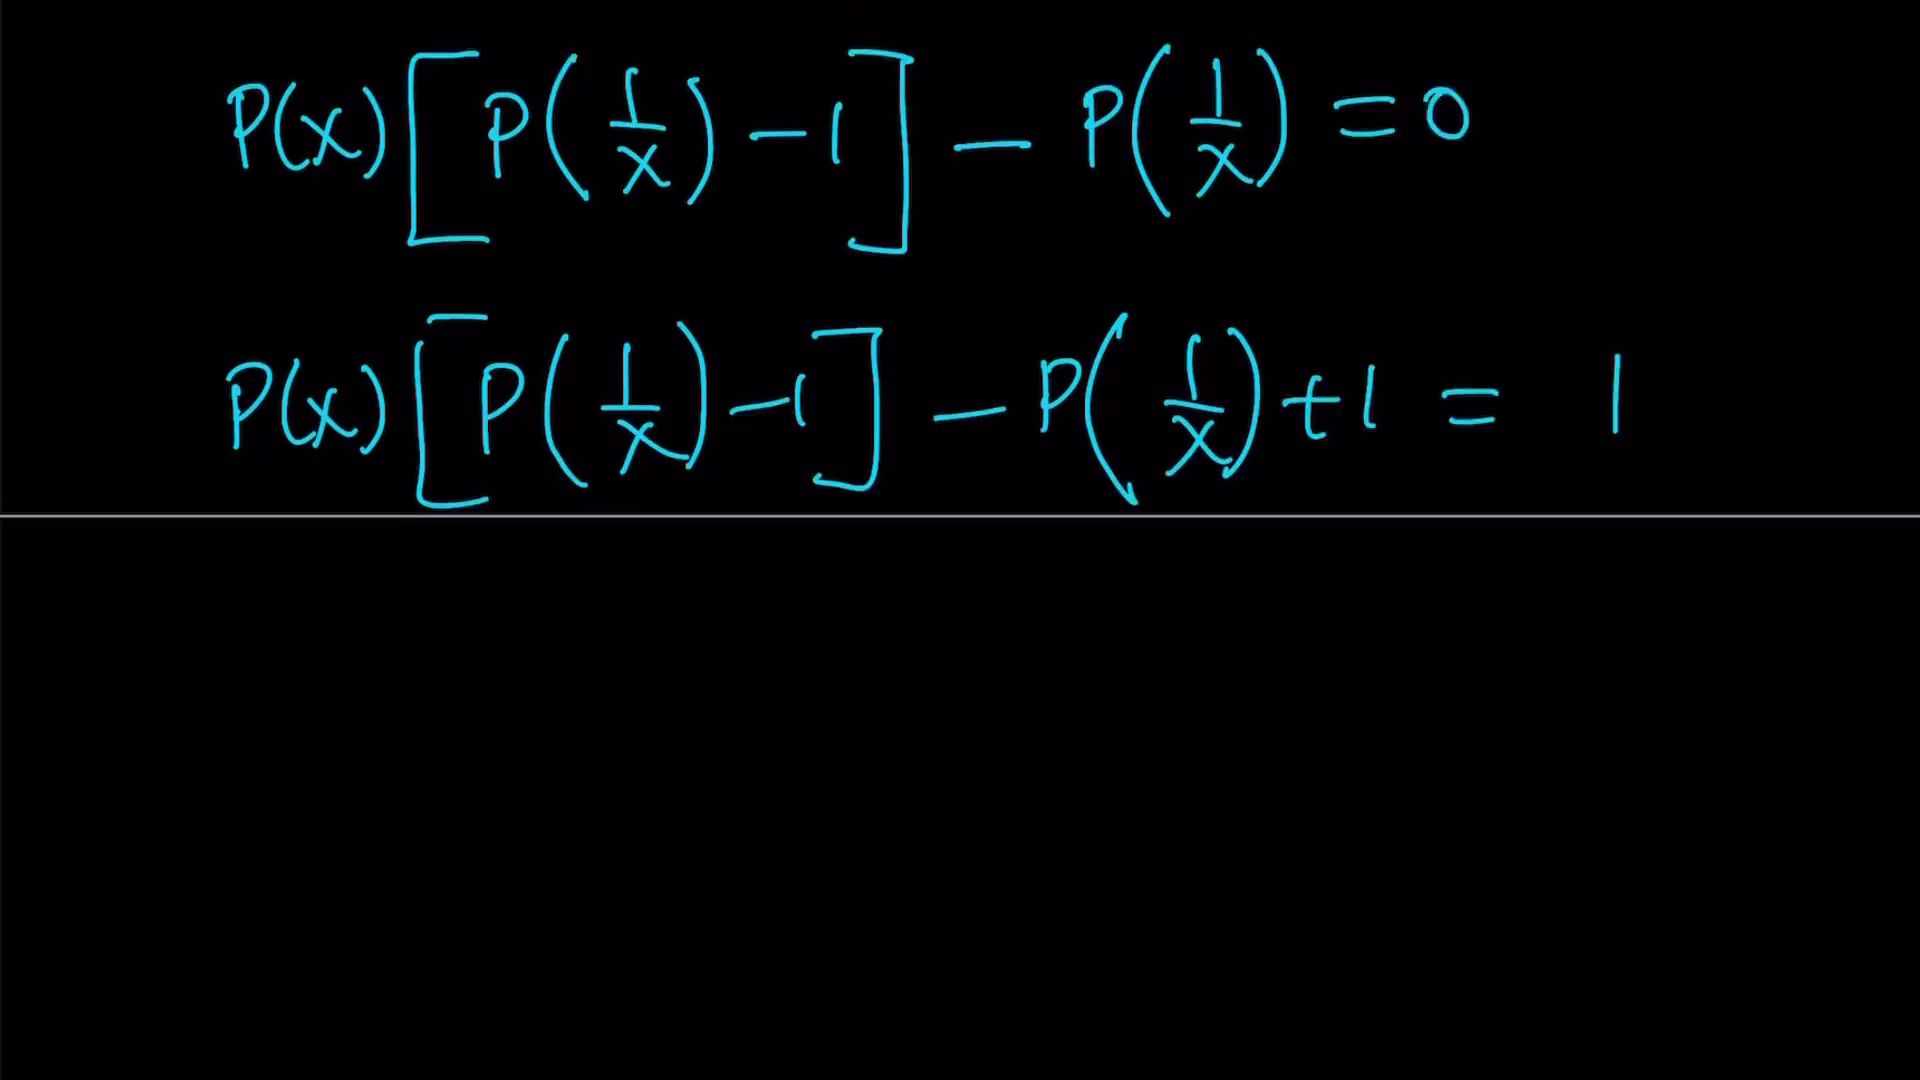 P(x) [ P(1/x) - 1 ] - P(1/x) = 0
P(x) [ P(1/x) - 1 ] - P(1/x) + 1 = 1